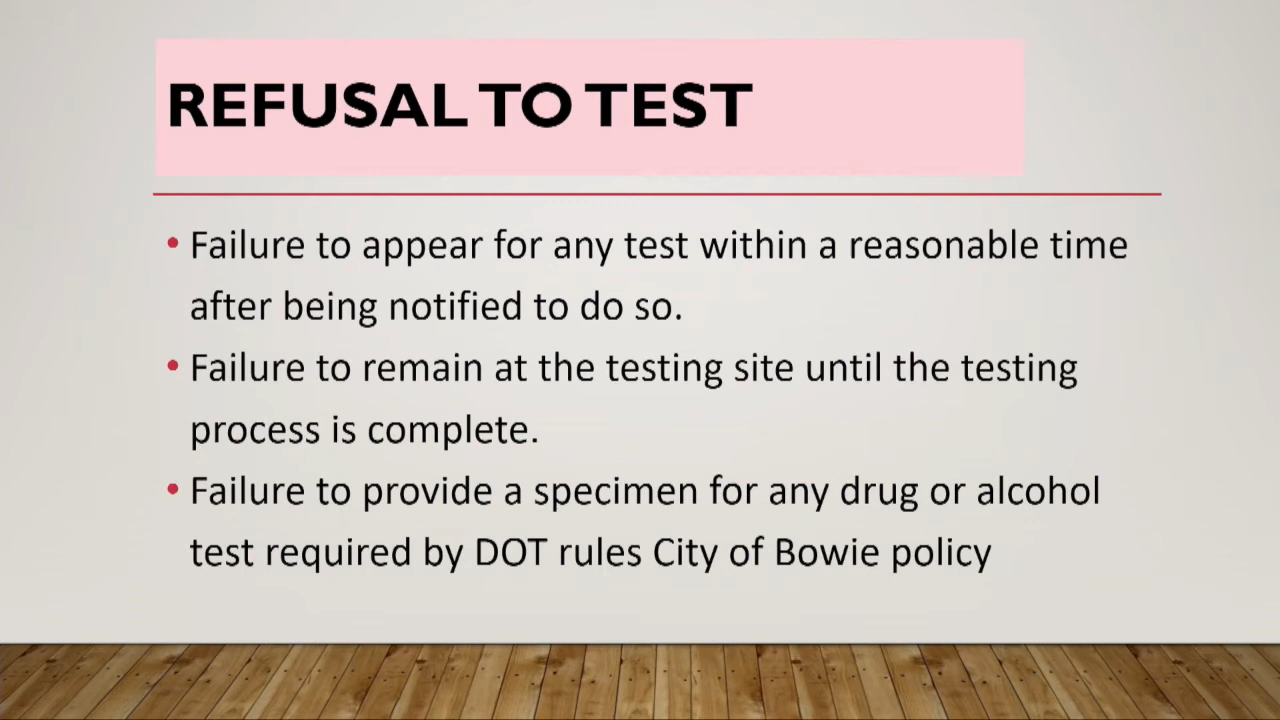 REFUSAL TO TEST
• Failure to appear for any test within a reasonable time
after being notified to do so.
• Failure to remain at the testing site until the testing
process is complete.
• Failure to provide a specimen for any drug or alcohol
test required by DOT rules City of Bowie policy